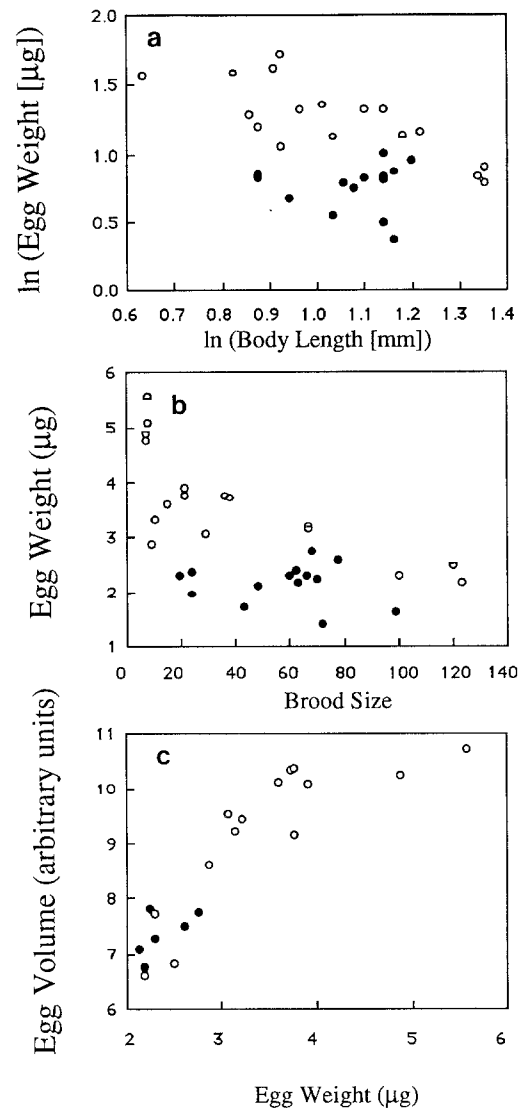 a
ln (Egg Weight [µg])
2.0
1.5
1.0
0.5
0.0
0.6 0.7 0.8 0.9 1.0 1.1 1.2 1.3 1.4
ln (Body Length [mm])
b
Egg Weight (µg)
6
5
4
3
2
1
0 20 40 60 80 100 120 140
Brood Size
c
Egg Volume (arbitrary units)
11
10
9
8
7
6
2 3 4 5 6
Egg Weight (µg)